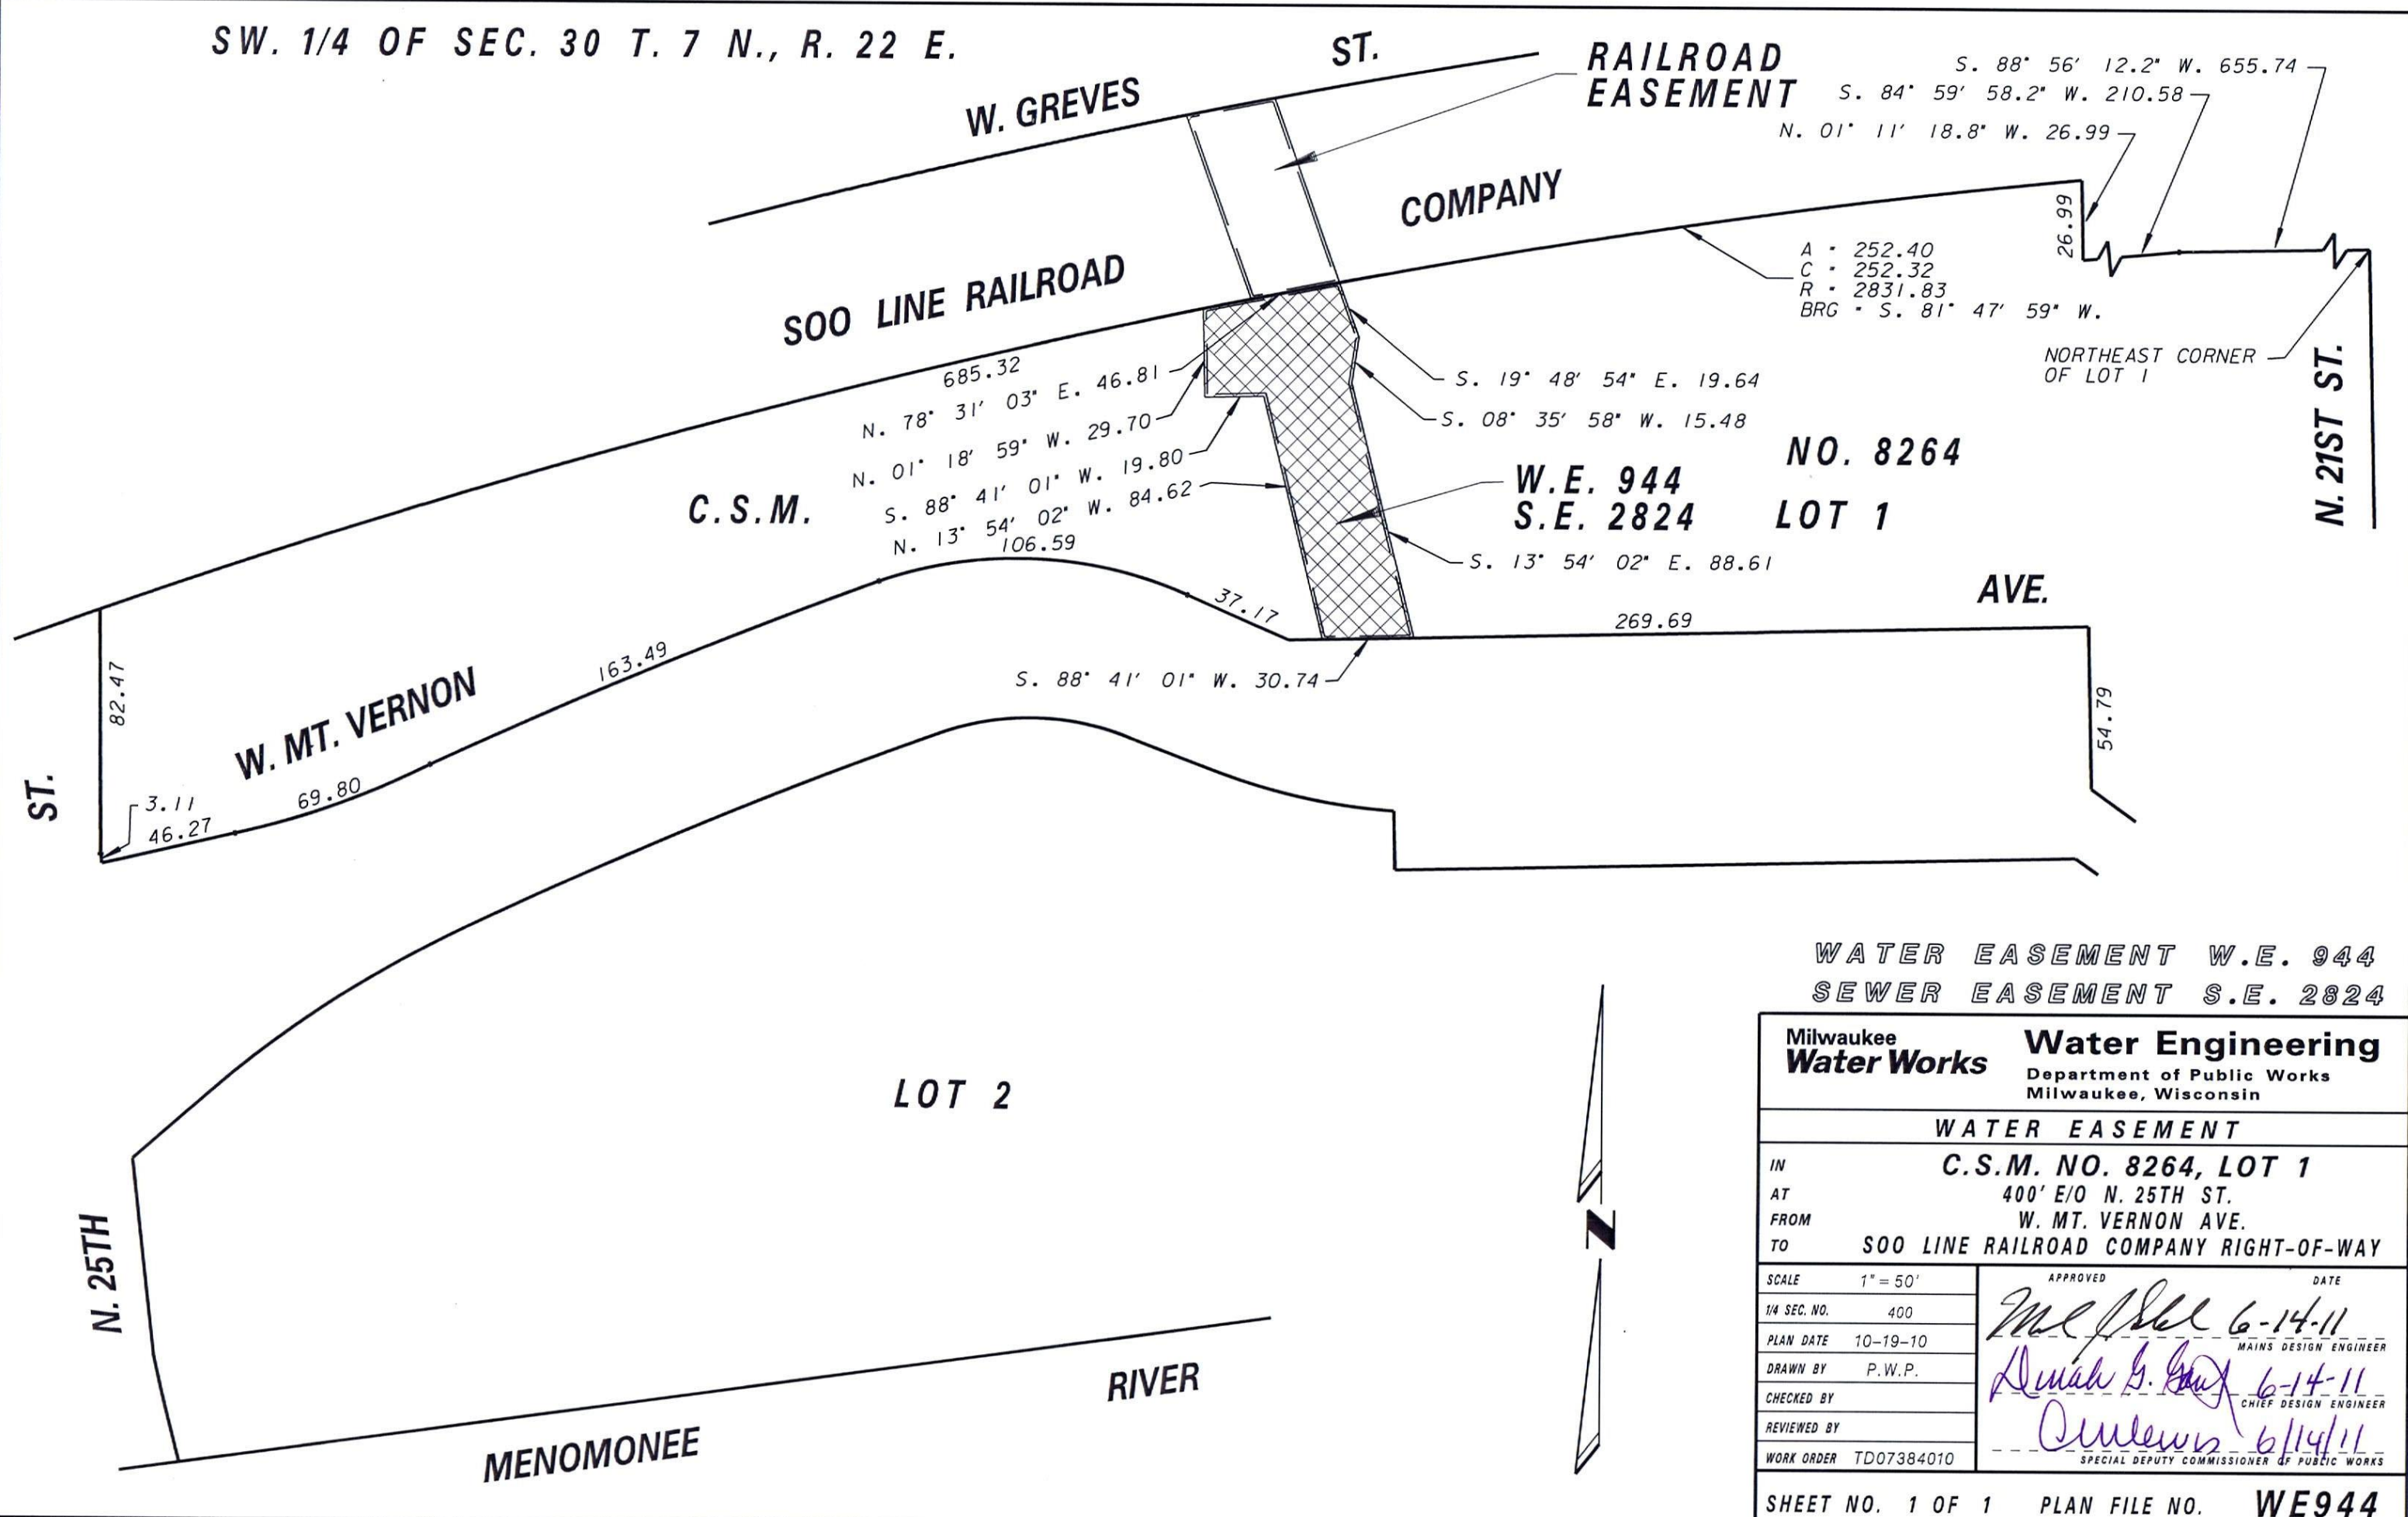 SW. 1/4 OF SEC. 30 T. 7 N., R. 22 E.
W. GREVES ST.
RAILROAD
EASEMENT
S. 88° 56' 12.2" W. 655.74
S. 84° 59' 58.2" W. 210.58
N. 01° 11' 18.8" W. 26.99
SOO LINE RAILROAD COMPANY
26.99
A = 252.40
C = 252.32
R = 2831.83
BRG = S. 81° 47' 59" W.
NORTHEAST CORNER
OF LOT 1
N. 21ST ST.
685.32
N. 78° 31' 03" E. 46.81
N. 01° 18' 59" W. 29.70
S. 88° 41' 01" W. 19.80
N. 13° 54' 02" W. 84.62
S. 19° 48' 54" E. 19.64
S. 08° 35' 58" W. 15.48
C.S.M. NO. 8264
W.E. 944
S.E. 2824
LOT 1
S. 13° 54' 02" E. 88.61
106.59
37.17
269.69
163.49
S. 88° 41' 01" W. 30.74
W. MT. VERNON AVE.
82.47
54.79
3.11
46.27
69.80
N. 25TH ST.
LOT 2
MENOMONEE RIVER
N
WATER EASEMENT W.E. 944
SEWER EASEMENT S.E. 2824
Milwaukee
Water Works
Water Engineering
Department of Public Works
Milwaukee, Wisconsin
WATER EASEMENT
IN C.S.M. NO. 8264, LOT 1
AT 400' E/O N. 25TH ST.
FROM W. MT. VERNON AVE.
TO SOO LINE RAILROAD COMPANY RIGHT-OF-WAY
SCALE 1" = 50'
1/4 SEC. NO. 400
PLAN DATE 10-19-10
DRAWN BY P.W.P.
CHECKED BY
REVIEWED BY
WORK ORDER TD07384010
APPROVED DATE
6-14-11
MAINS DESIGN ENGINEER
6-14-11
CHIEF DESIGN ENGINEER
6/14/11
SPECIAL DEPUTY COMMISSIONER OF PUBLIC WORKS
SHEET NO. 1 OF 1 PLAN FILE NO. WE944